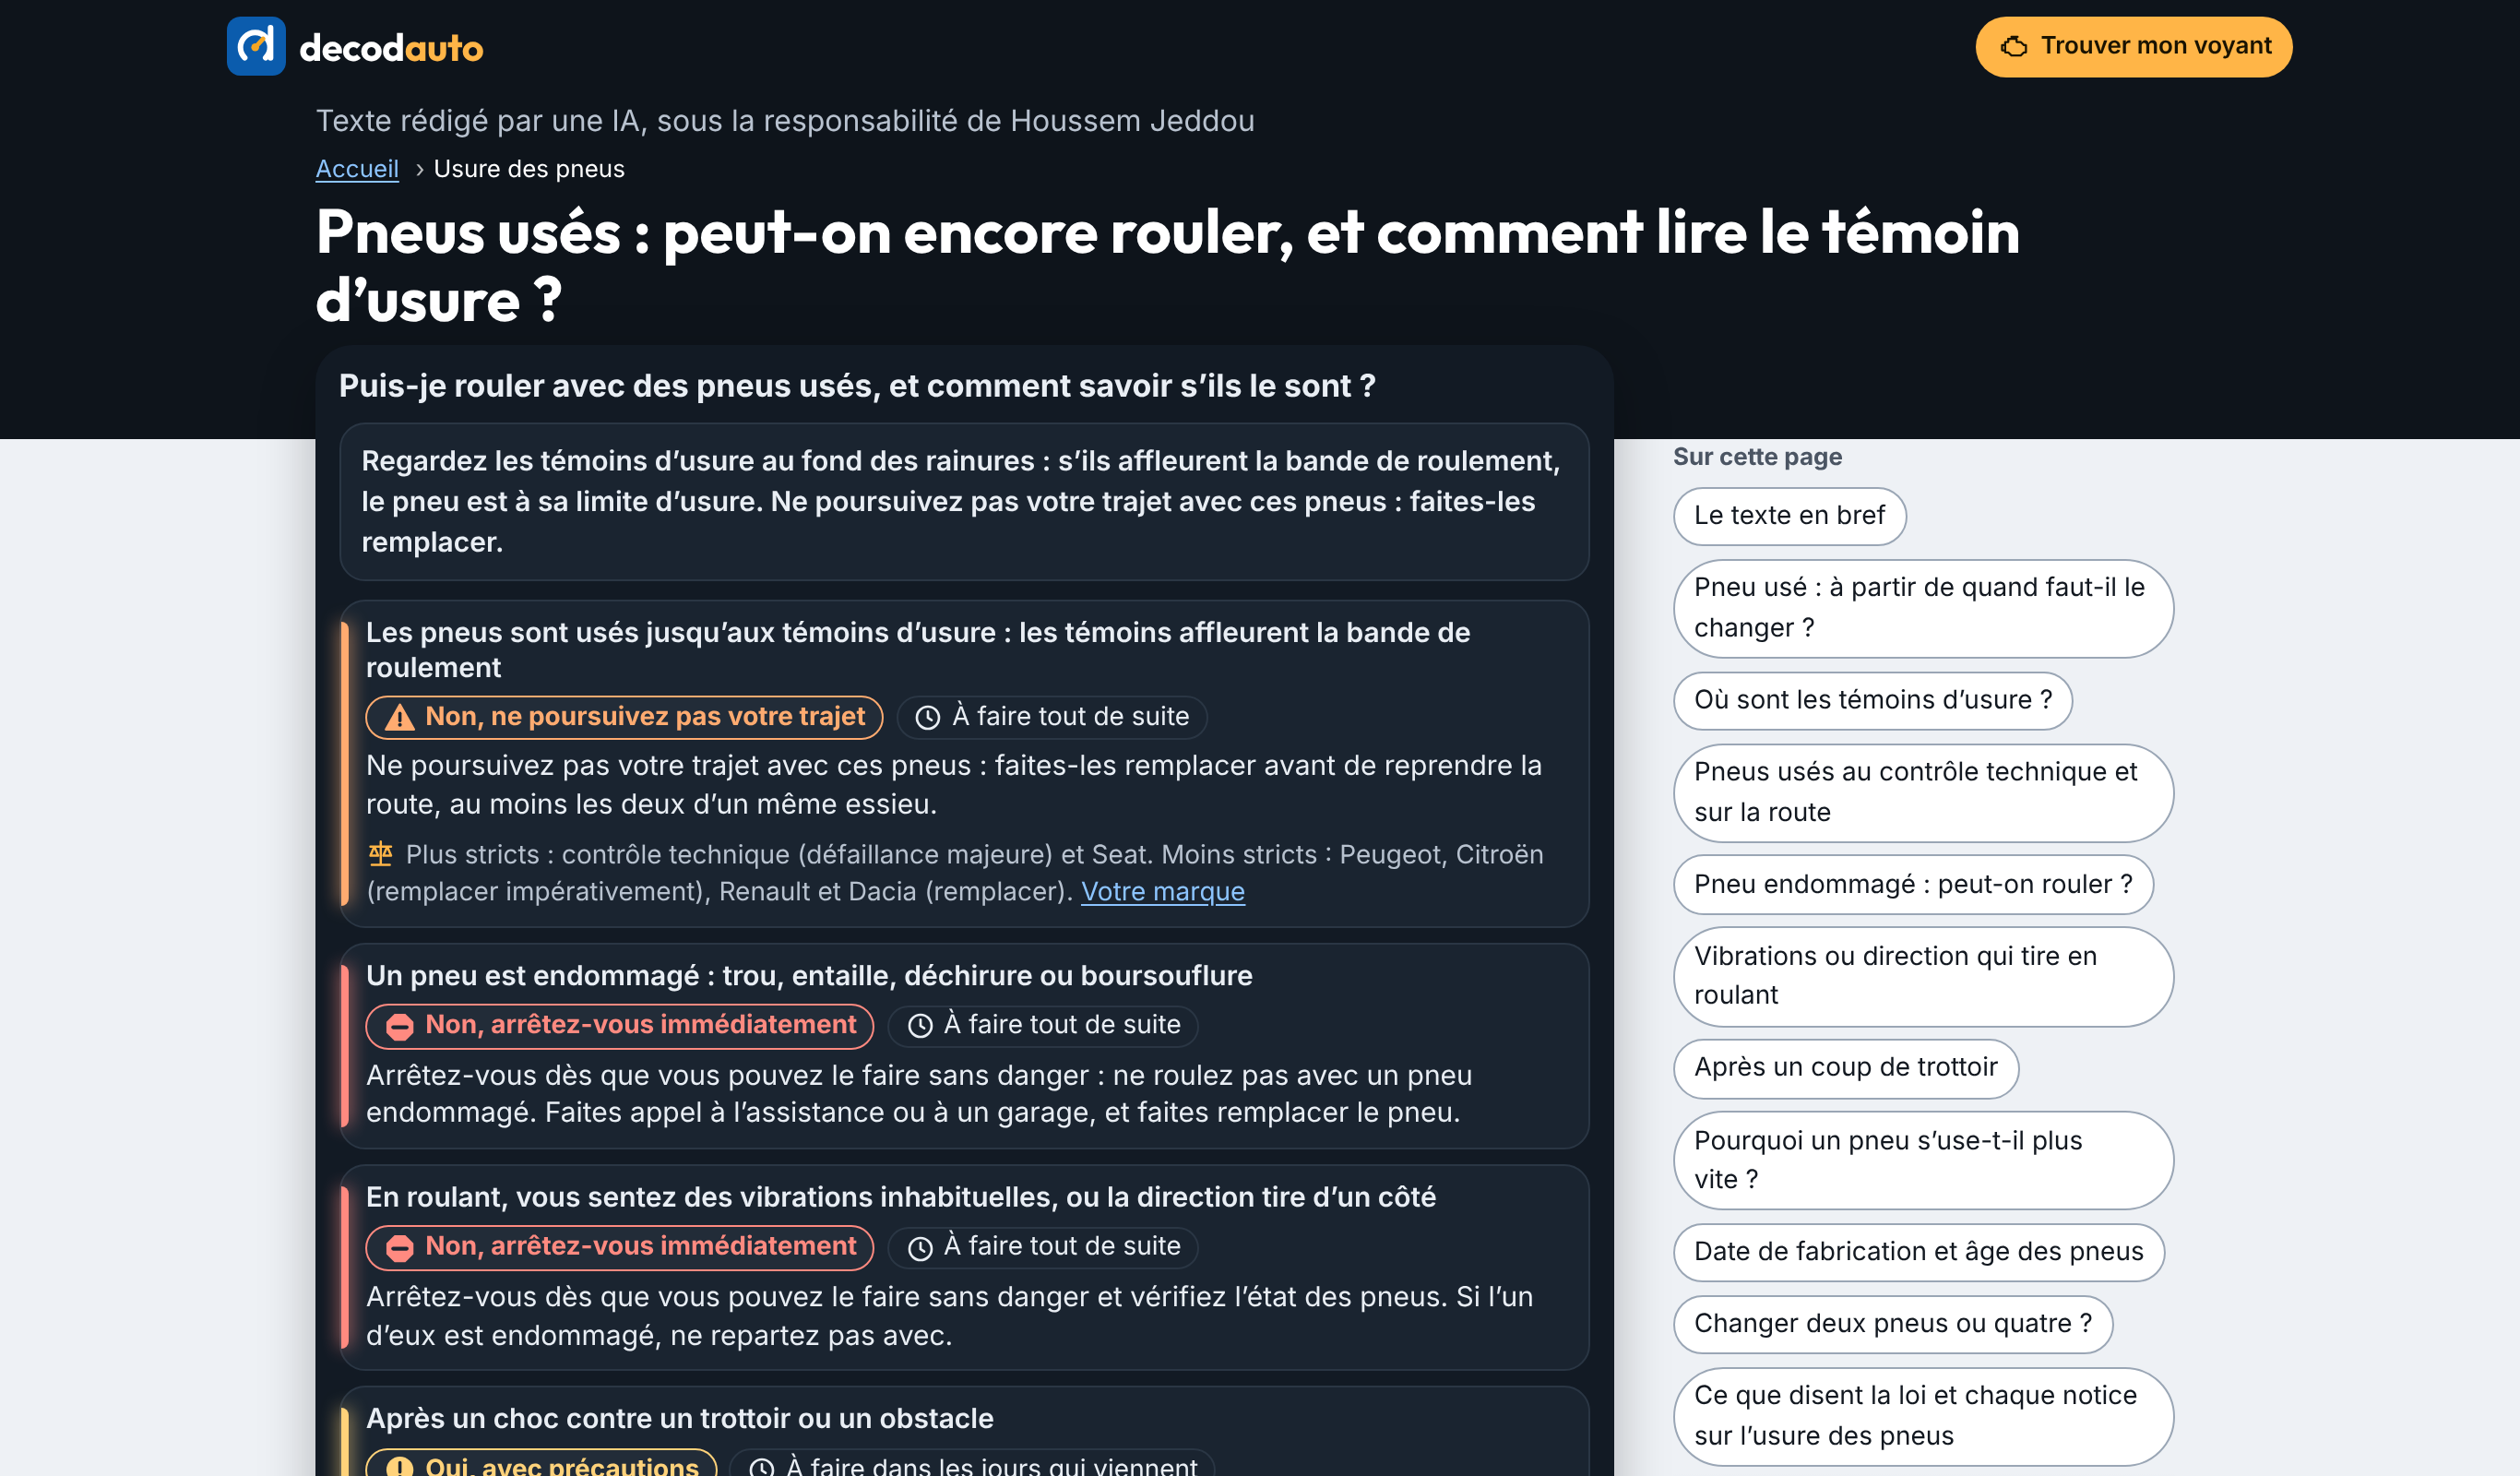 decodauto
Trouver mon voyant
Texte rédigé par une IA, sous la responsabilité de Houssem Jeddou
Accueil › Usure des pneus
Pneus usés : peut-on encore rouler, et comment lire le témoin
d’usure ?
Puis-je rouler avec des pneus usés, et comment savoir s’ils le sont ?
Regardez les témoins d’usure au fond des rainures : s’ils affleurent la bande de roulement,
le pneu est à sa limite d’usure. Ne poursuivez pas votre trajet avec ces pneus : faites-les
remplacer.
Les pneus sont usés jusqu’aux témoins d’usure : les témoins affleurent la bande de
roulement
Non, ne poursuivez pas votre trajet
À faire tout de suite
Ne poursuivez pas votre trajet avec ces pneus : faites-les remplacer avant de reprendre la
route, au moins les deux d’un même essieu.
Plus stricts : contrôle technique (défaillance majeure) et Seat. Moins stricts : Peugeot, Citroën
(remplacer impérativement), Renault et Dacia (remplacer). Votre marque
Un pneu est endommagé : trou, entaille, déchirure ou boursouflure
Non, arrêtez-vous immédiatement
À faire tout de suite
Arrêtez-vous dès que vous pouvez le faire sans danger : ne roulez pas avec un pneu
endommagé. Faites appel à l’assistance ou à un garage, et faites remplacer le pneu.
En roulant, vous sentez des vibrations inhabituelles, ou la direction tire d’un côté
Non, arrêtez-vous immédiatement
À faire tout de suite
Arrêtez-vous dès que vous pouvez le faire sans danger et vérifiez l’état des pneus. Si l’un
d’eux est endommagé, ne repartez pas avec.
Après un choc contre un trottoir ou un obstacle
Oui, avec précautions
À faire dans les jours qui viennent
Sur cette page
Le texte en bref
Pneu usé : à partir de quand faut-il le
changer ?
Où sont les témoins d’usure ?
Pneus usés au contrôle technique et
sur la route
Pneu endommagé : peut-on rouler ?
Vibrations ou direction qui tire en
roulant
Après un coup de trottoir
Pourquoi un pneu s’use-t-il plus
vite ?
Date de fabrication et âge des pneus
Changer deux pneus ou quatre ?
Ce que disent la loi et chaque notice
sur l’usure des pneus